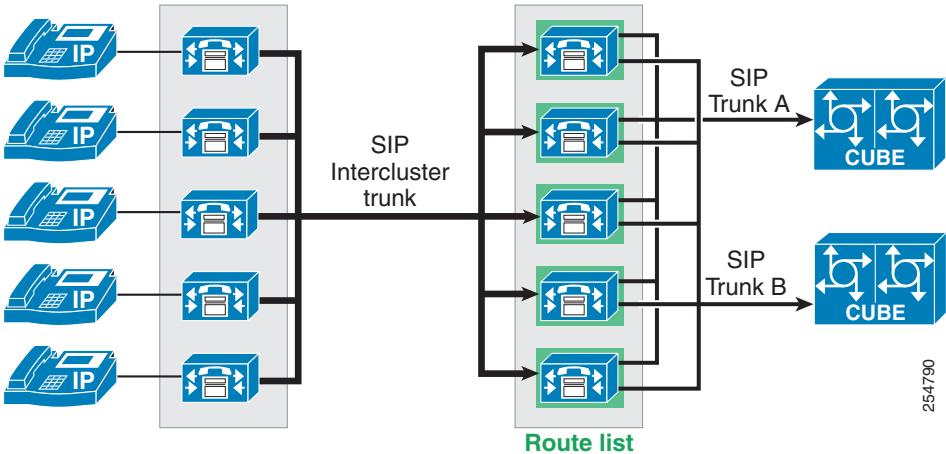 IP
IP
IP
IP
IP
SIP
Intercluster
trunk
SIP
Trunk A
CUBE
SIP
Trunk B
CUBE
254790
Route list